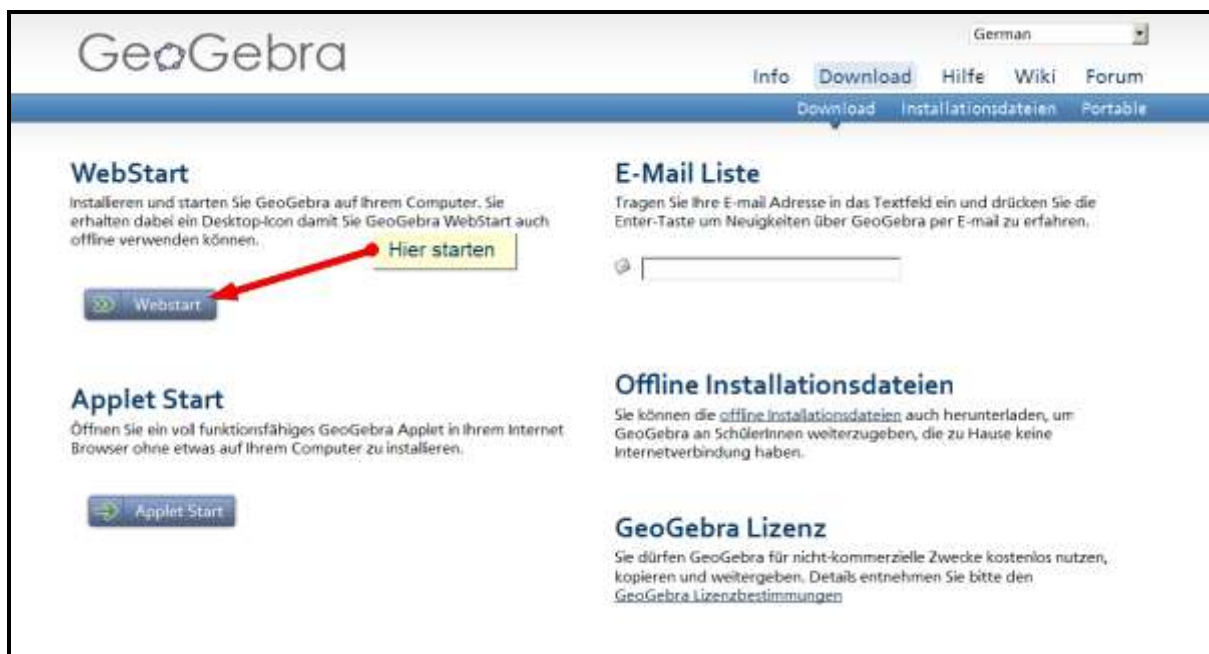 GeoGebra
German
Info Download Hilfe Wiki Forum
Download Installationsdateien Portable
WebStart
Installieren und starten Sie GeoGebra auf Ihrem Computer. Sie
erhalten dabei ein Desktop-Icon damit Sie GeoGebra WebStart auch
offline verwenden können.
Hier starten
Webstart
Applet Start
Öffnen Sie ein voll funktionsfähiges GeoGebra Applet in Ihrem Internet
Browser ohne etwas auf Ihrem Computer zu installieren.
Applet Start
E-Mail Liste
Tragen Sie Ihre E-mail Adresse in das Textfeld ein und drücken Sie die
Enter-Taste um Neuigkeiten über GeoGebra per E-mail zu erfahren.
Offline Installationsdateien
Sie können die offline Installationsdateien auch herunterladen, um
GeoGebra an SchülerInnen weiterzugeben, die zu Hause keine
Internetverbindung haben.
GeoGebra Lizenz
Sie dürfen GeoGebra für nicht-kommerzielle Zwecke kostenlos nutzen,
kopieren und weitergeben. Details entnehmen Sie bitte den
GeoGebra Lizenzbestimmungen